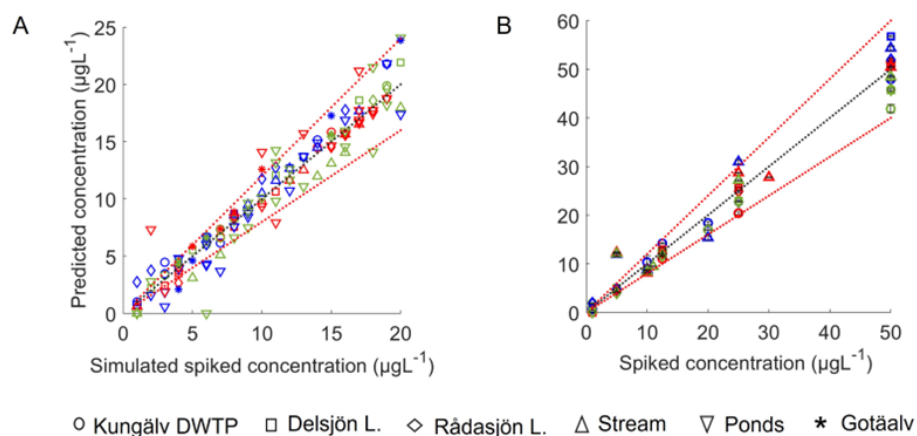 A
B
Predicted concentration (µgL⁻¹)
25
20
15
10
5
0
0 5 10 15 20
Simulated spiked concentration (µgL⁻¹)
60
50
40
30
20
10
0
0 10 20 30 40 50
Spiked concentration (µgL⁻¹)
Kungälv DWTP Delsjön L. Rådasjön L. Stream Ponds Gotäalv